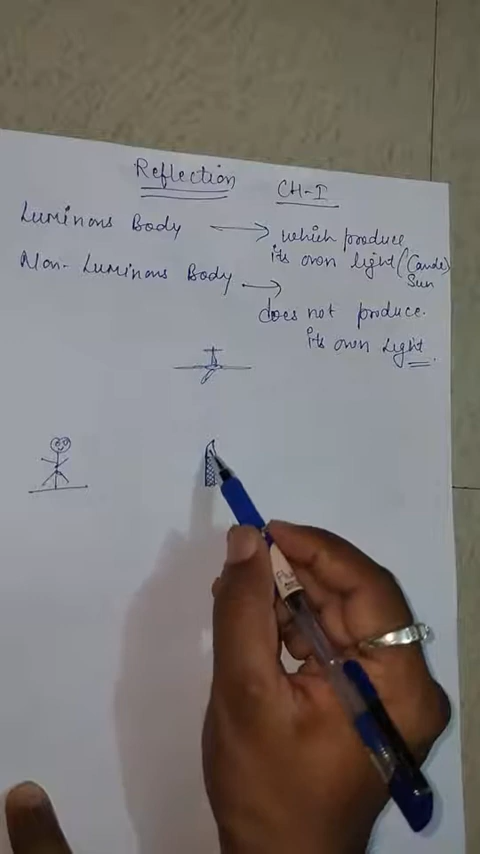 Reflection CH-I
Luminous Body → which produce
its own light (Candle)
Sun
Non-Luminous Body →
does not produce.
its own light.